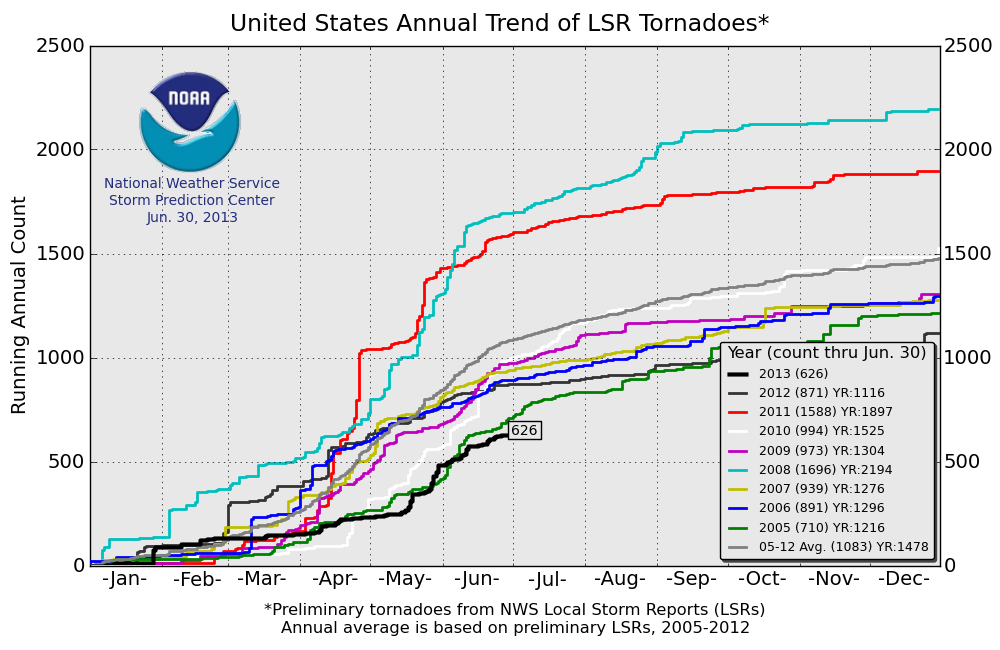 United States Annual Trend of LSR Tornadoes*
2500
2500
NOAA
2000
2000
National Weather Service
Storm Prediction Center
Jun. 30, 2013
Running Annual Count
1500
1500
1000
1000
Year (count thru Jun. 30)
2013 (626)
2012 (871) YR:1116
2011 (1588) YR:1897
2010 (994) YR:1525
2009 (973) YR:1304
2008 (1696) YR:2194
2007 (939) YR:1276
2006 (891) YR:1296
2005 (710) YR:1216
05-12 Avg. (1083) YR:1478
626
500
500
0
0
-Jan- -Feb- -Mar- -Apr- -May- -Jun- -Jul- -Aug- -Sep- -Oct- -Nov- -Dec-
*Preliminary tornadoes from NWS Local Storm Reports (LSRs)
Annual average is based on preliminary LSRs, 2005-2012